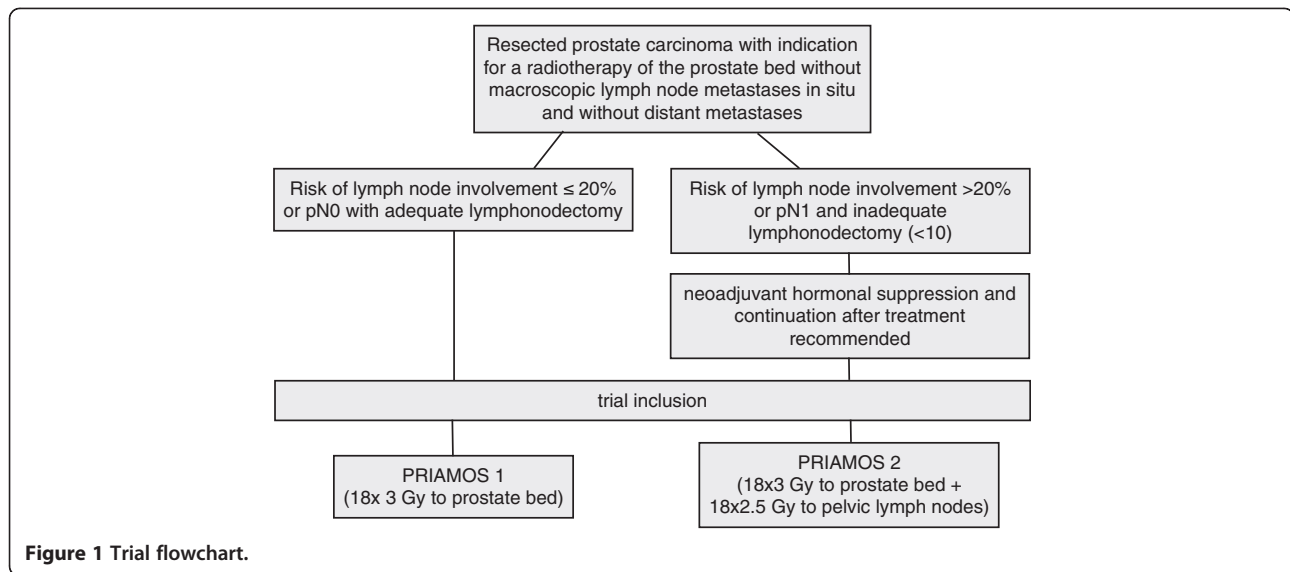 Resected prostate carcinoma with indication
for a radiotherapy of the prostate bed without
macroscopic lymph node metastases in situ
and without distant metastases
Risk of lymph node involvement ≤ 20%
or pN0 with adequate lymphonodectomy
Risk of lymph node involvement >20%
or pN1 and inadequate
lymphonodectomy (<10)
neoadjuvant hormonal suppression and
continuation after treatment
recommended
trial inclusion
PRIAMOS 1
(18x 3 Gy to prostate bed)
PRIAMOS 2
(18x3 Gy to prostate bed +
18x2.5 Gy to pelvic lymph nodes)
Figure 1 Trial flowchart.